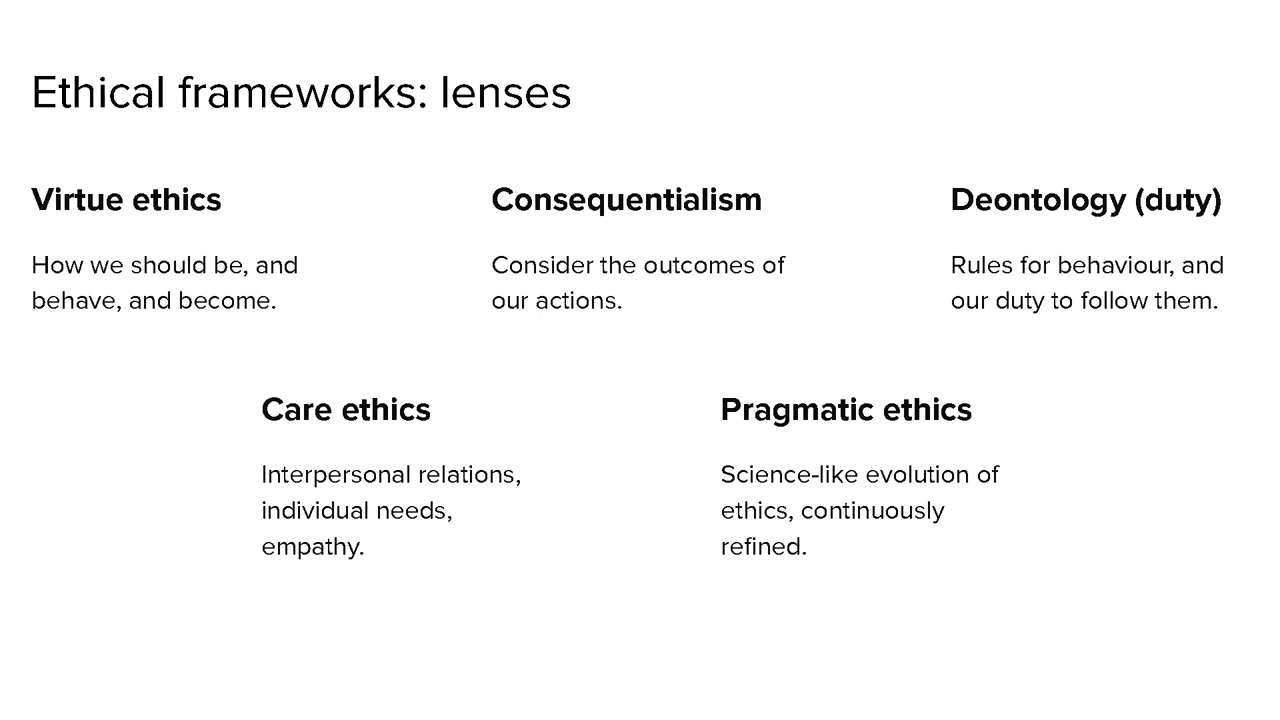 Ethical frameworks: lenses
Virtue ethics
How we should be, and
behave, and become.
Consequentialism
Consider the outcomes of
our actions.
Deontology (duty)
Rules for behaviour, and
our duty to follow them.
Care ethics
Interpersonal relations,
individual needs,
empathy.
Pragmatic ethics
Science-like evolution of
ethics, continuously
refined.